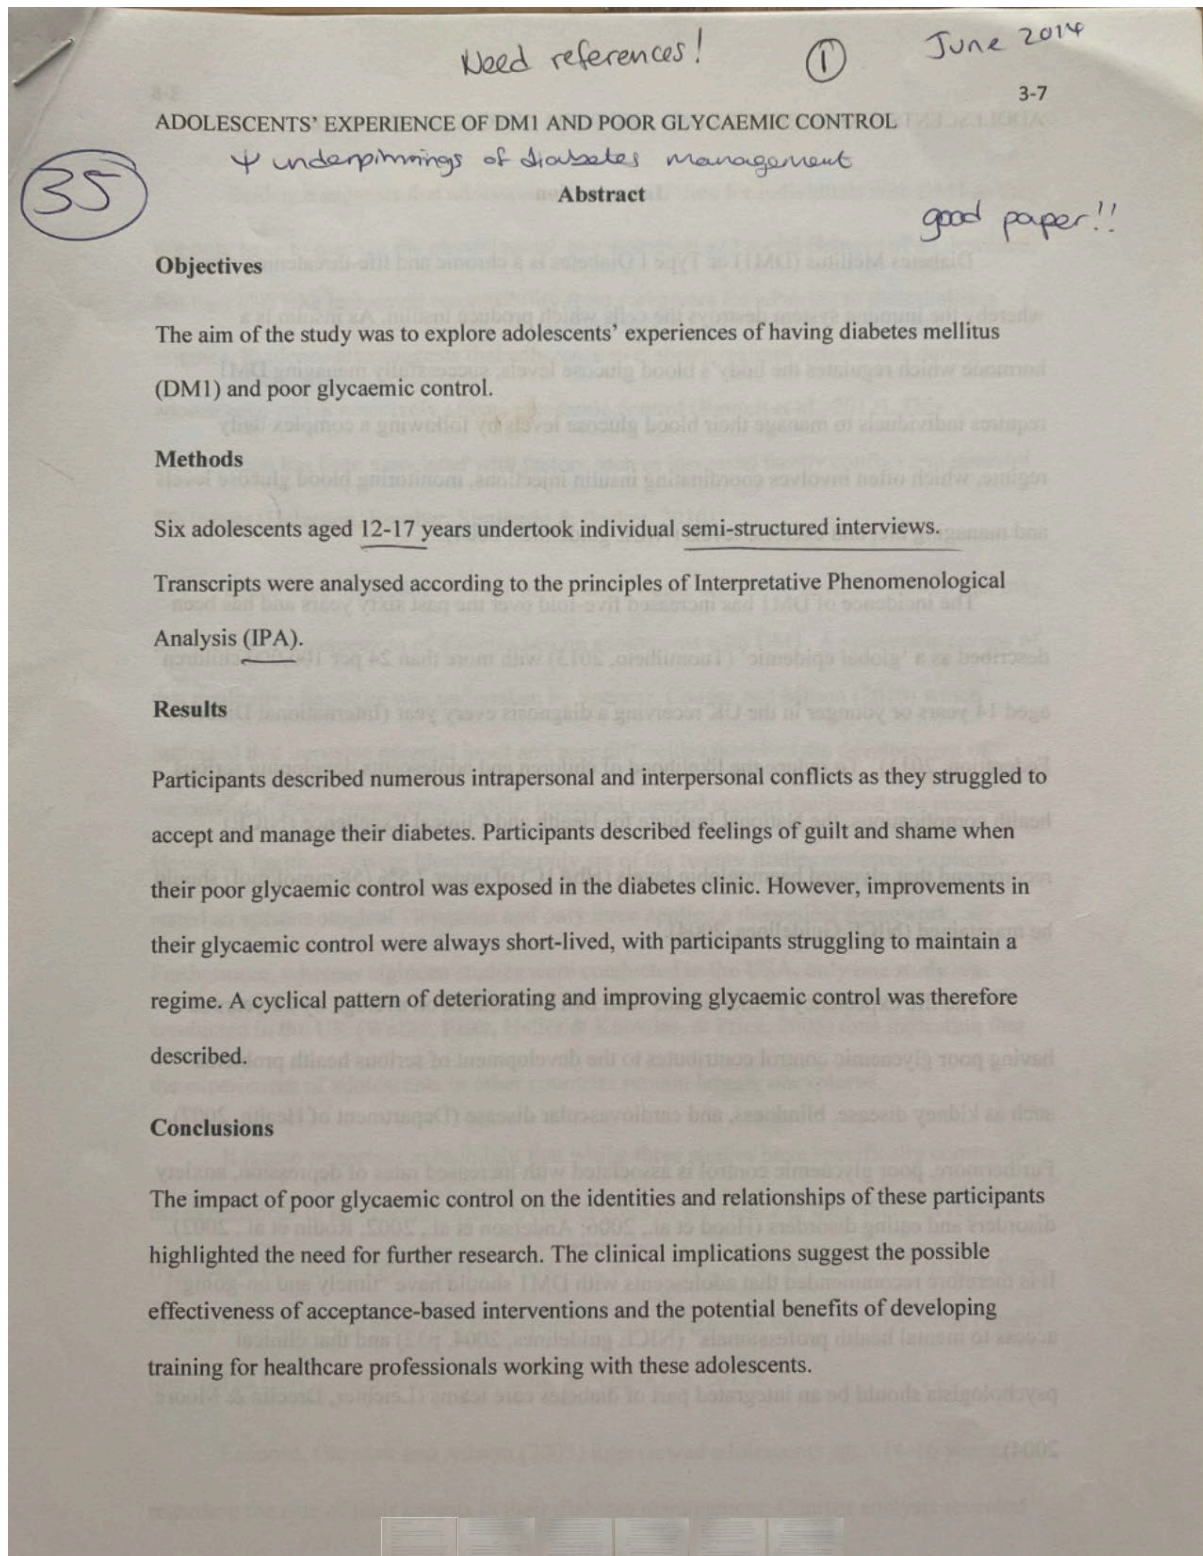 Need references!
①
June 2014
3-7
ADOLESCENTS' EXPERIENCE OF DM1 AND POOR GLYCAEMIC CONTROL
Ψ underpinnings of diabetes management
35
Abstract
good paper!!
Objectives
The aim of the study was to explore adolescents' experiences of having diabetes mellitus
(DM1) and poor glycaemic control.
Methods
Six adolescents aged 12-17 years undertook individual semi-structured interviews.
Transcripts were analysed according to the principles of Interpretative Phenomenological
Analysis (IPA).
Results
Participants described numerous intrapersonal and interpersonal conflicts as they struggled to
accept and manage their diabetes. Participants described feelings of guilt and shame when
their poor glycaemic control was exposed in the diabetes clinic. However, improvements in
their glycaemic control were always short-lived, with participants struggling to maintain a
regime. A cyclical pattern of deteriorating and improving glycaemic control was therefore
described.
Conclusions
The impact of poor glycaemic control on the identities and relationships of these participants
highlighted the need for further research. The clinical implications suggest the possible
effectiveness of acceptance-based interventions and the potential benefits of developing
training for healthcare professionals working with these adolescents.